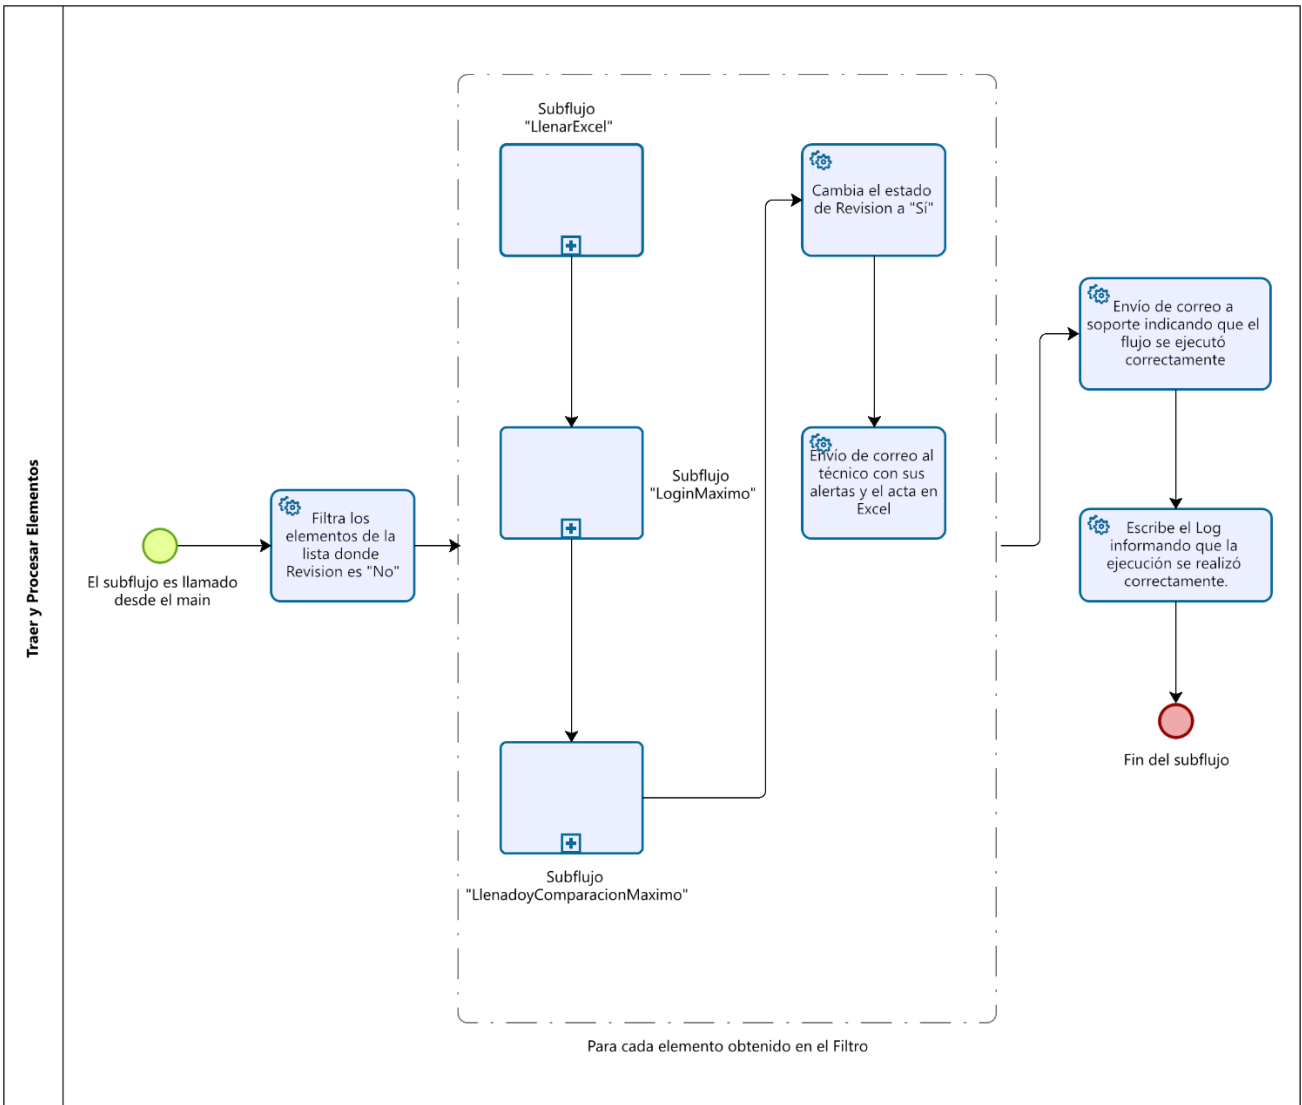 Traer y Procesar Elementos
El subflujo es llamado
desde el main
Filtra los
elementos de la
lista donde
Revision es "No"
Subflujo
"LlenarExcel"
Subflujo
"LoginMaximo"
Subflujo
"LlenadoyComparacionMaximo"
Cambia el estado
de Revision a "Sí"
Envío de correo al
técnico con sus
alertas y el acta en
Excel
Para cada elemento obtenido en el Filtro
Envío de correo a
soporte indicando que el
flujo se ejecutó
correctamente
Escribe el Log
informando que la
ejecución se realizó
correctamente.
Fin del subflujo